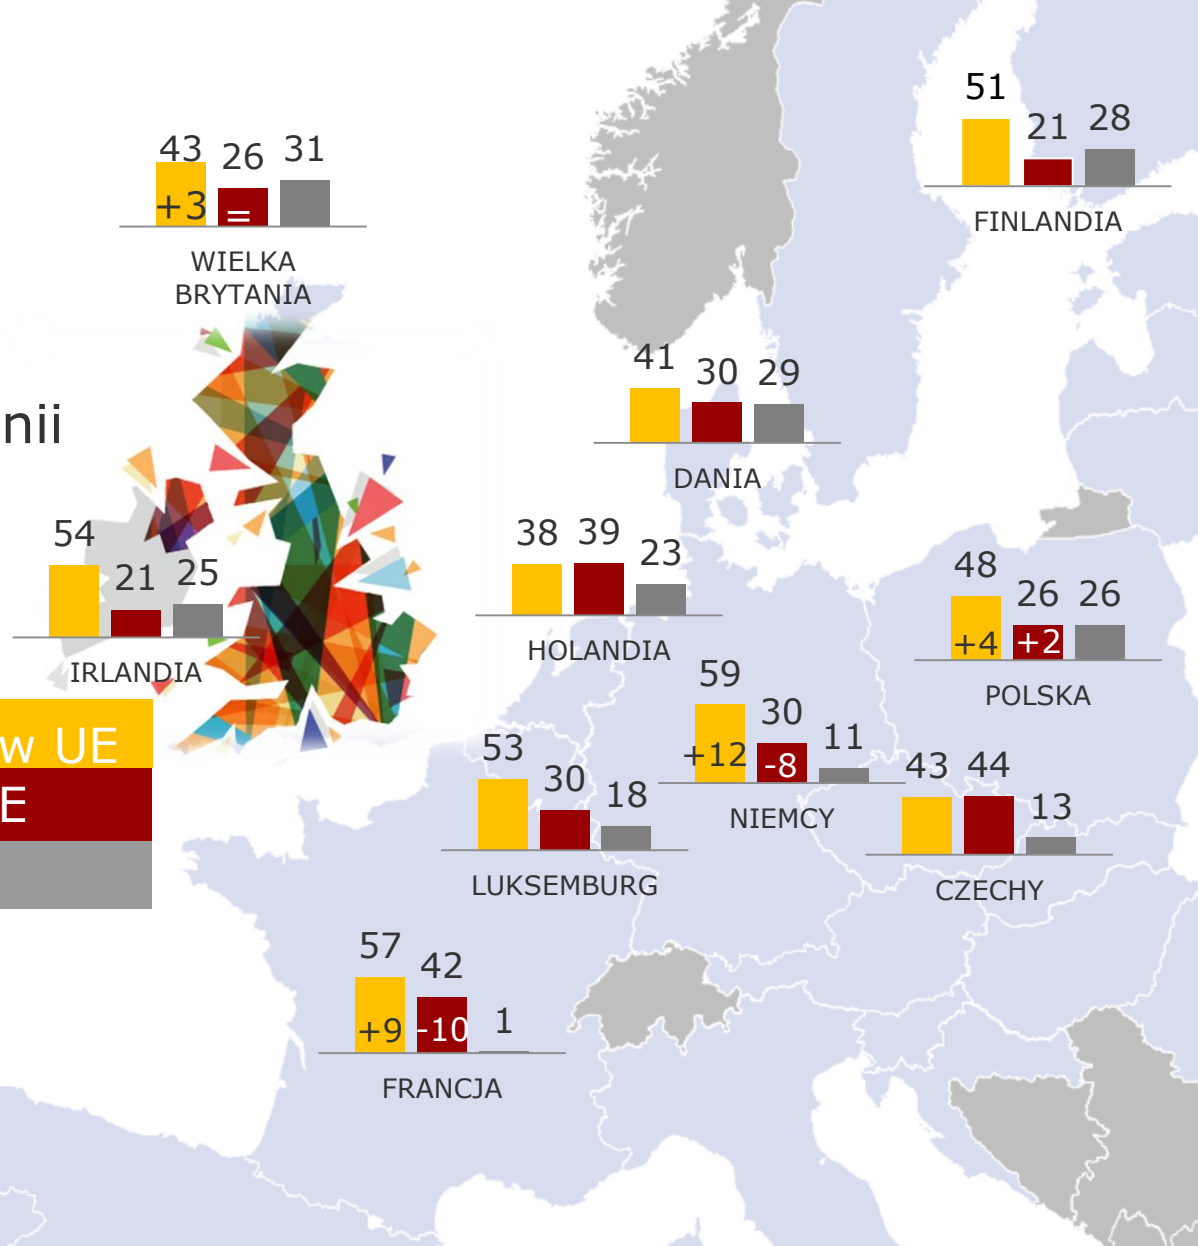 51
21 28
FINLANDIA
43 26 31
+3 =
WIELKA
BRYTANIA
41 30 29
DANIA
nii
54 21 25
IRLANDIA
38 39 23
HOLANDIA
48 26 26
+4 +2
POLSKA
59 30 11
+12 -8
NIEMCY
w UE
E
53 30 18
LUKSEMBURG
43 44 13
CZECHY
57 42 1
+9 -10
FRANCJA